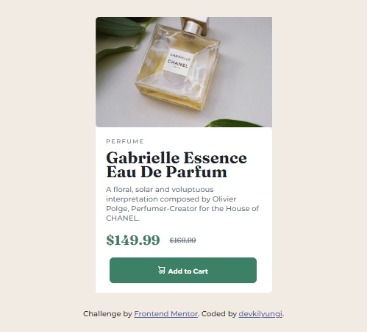 CHANEL
PERFUME
Gabrielle Essence
Eau De Parfum
A floral, solar and voluptuous
interpretation composed by Olivier
Polge, Perfumer-Creator for the House of
CHANEL.
$149.99 $169.99
Add to Cart
Challenge by Frontend Mentor. Coded by devkilyungi.